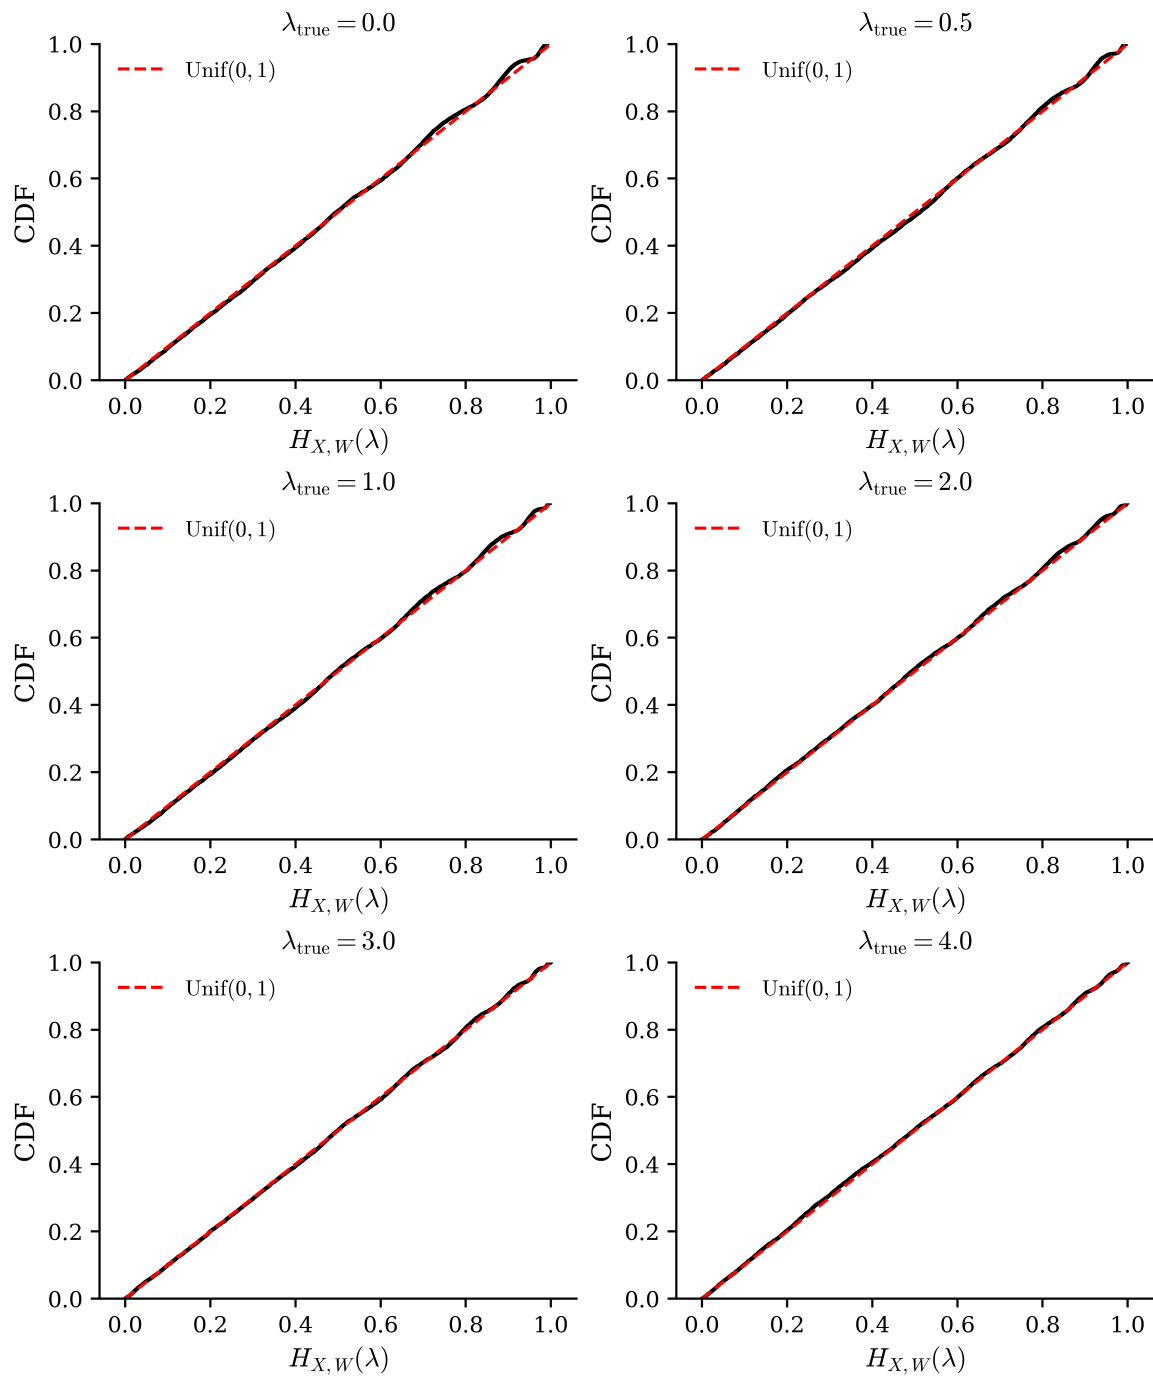 λtrue = 0.0
Unif(0, 1)
CDF
1.0
0.8
0.6
0.4
0.2
0.0
0.0 0.2 0.4 0.6 0.8 1.0
H_{X,W}(λ)
λtrue = 0.5
Unif(0, 1)
CDF
1.0
0.8
0.6
0.4
0.2
0.0
0.0 0.2 0.4 0.6 0.8 1.0
H_{X,W}(λ)
λtrue = 1.0
Unif(0, 1)
CDF
1.0
0.8
0.6
0.4
0.2
0.0
0.0 0.2 0.4 0.6 0.8 1.0
H_{X,W}(λ)
λtrue = 2.0
Unif(0, 1)
CDF
1.0
0.8
0.6
0.4
0.2
0.0
0.0 0.2 0.4 0.6 0.8 1.0
H_{X,W}(λ)
λtrue = 3.0
Unif(0, 1)
CDF
1.0
0.8
0.6
0.4
0.2
0.0
0.0 0.2 0.4 0.6 0.8 1.0
H_{X,W}(λ)
λtrue = 4.0
Unif(0, 1)
CDF
1.0
0.8
0.6
0.4
0.2
0.0
0.0 0.2 0.4 0.6 0.8 1.0
H_{X,W}(λ)